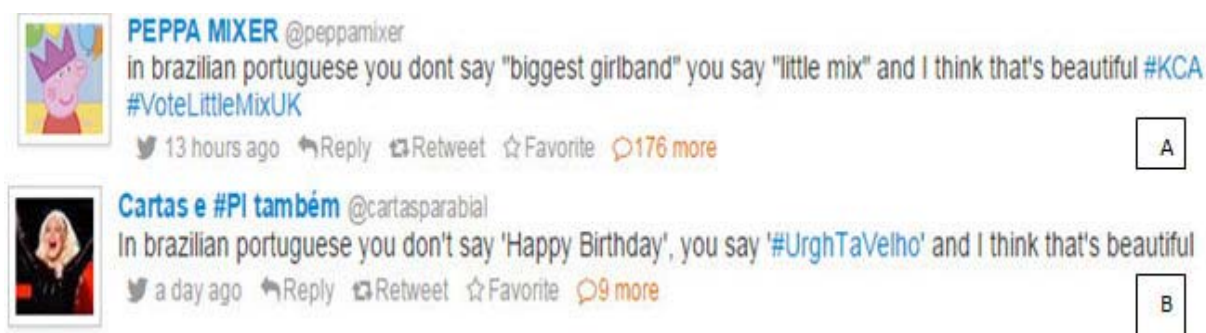 PEPPA MIXER @peppamixer
in brazilian portuguese you dont say "biggest girlband" you say "little mix" and I think that's beautiful #KCA
#VoteLittleMixUK
13 hours ago Reply Retweet Favorite 176 more
A
Cartas e #PI também @cartasparabial
In brazilian portuguese you don't say 'Happy Birthday', you say '#UrghTaVelho' and I think that's beautiful
a day ago Reply Retweet Favorite 9 more
B